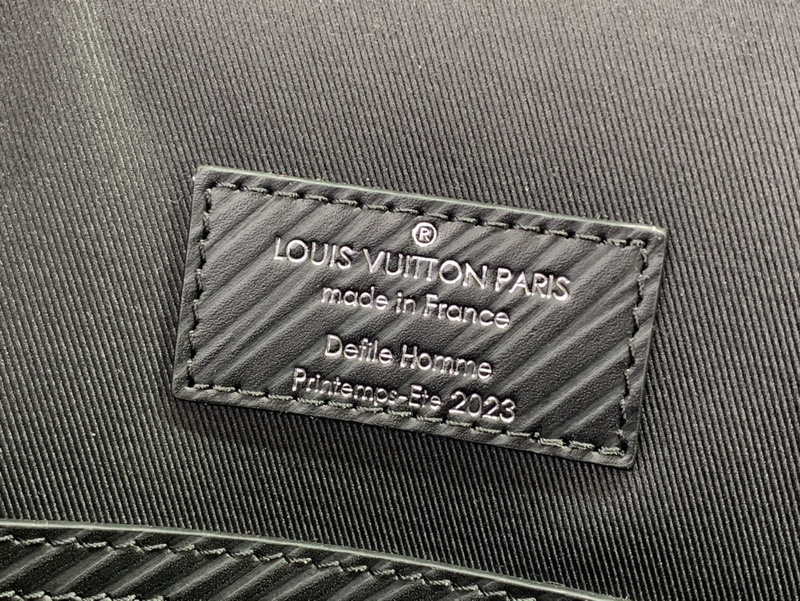 ®
LOUIS VUITTON PARIS
made in France
Defile Homme
Printemps-Ete 2023